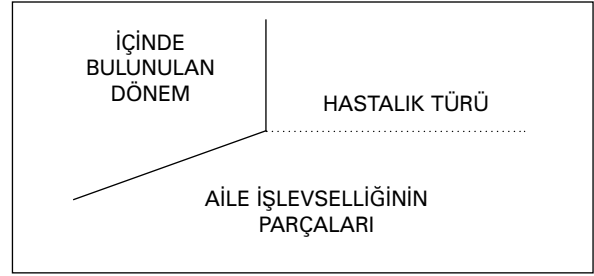 İÇİNDE
BULUNULAN
DÖNEM
HASTALIK TÜRÜ
AİLE İŞLEVSELLİĞİNİN
PARÇALARI